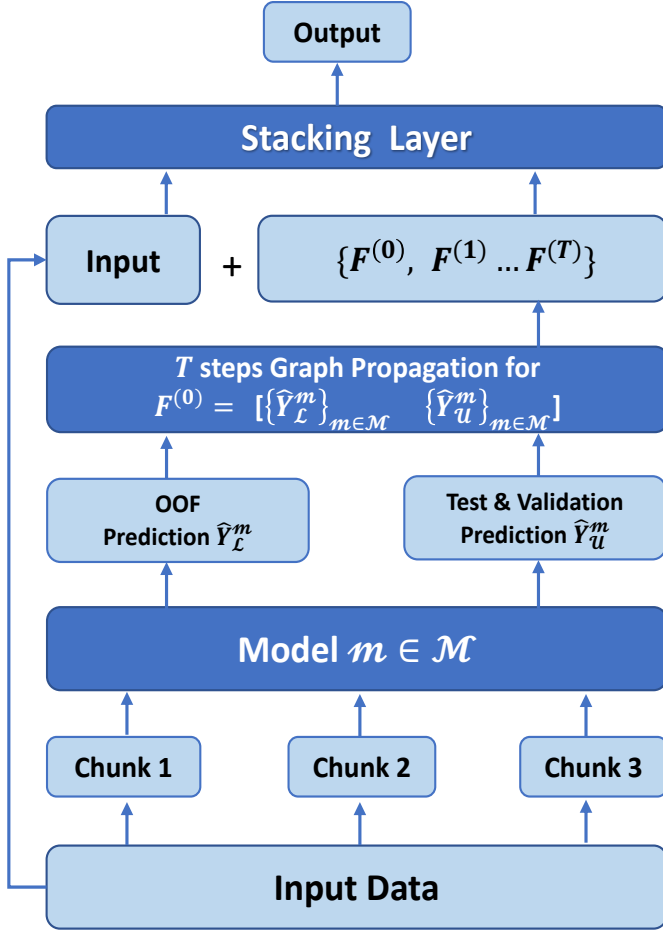 Output
Stacking Layer
Input + {F⁽⁰⁾, F⁽¹⁾ ... F⁽ᵀ⁾}
T steps Graph Propagation for
F⁽⁰⁾ = [{Ŷ_ℒ^m}_{m∈ℳ} {Ŷ_𝒰^m}_{m∈ℳ}]
OOF
Prediction Ŷ_ℒ^m
Test & Validation
Prediction Ŷ_𝒰^m
Model m ∈ ℳ
Chunk 1 Chunk 2 Chunk 3
Input Data